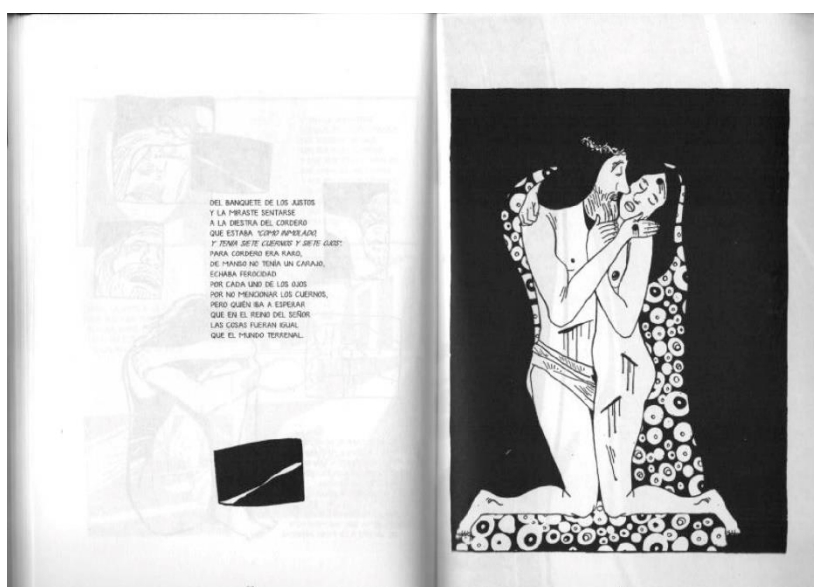 DEL BANQUETE DE LOS JUSTOS
Y LA MIRASTE SENTARSE
A LA DIESTRA DEL CORDERO
QUE ESTABA "COMO INMOLADO,
Y TENÍA SIETE CUERNOS Y SIETE OJOS".
PARA CORDERO ERA RARO,
DE MANSO NO TENÍA UN CARAJO,
ECHABA FEROCIDAD
POR CADA UNO DE LOS OJOS
POR NO MENCIONAR LOS CUERNOS,
PERO QUIÉN IBA A ESPERAR
QUE EN EL REINO DEL SEÑOR
LAS COSAS FUERAN IGUAL
QUE EL MUNDO TERRENAL.